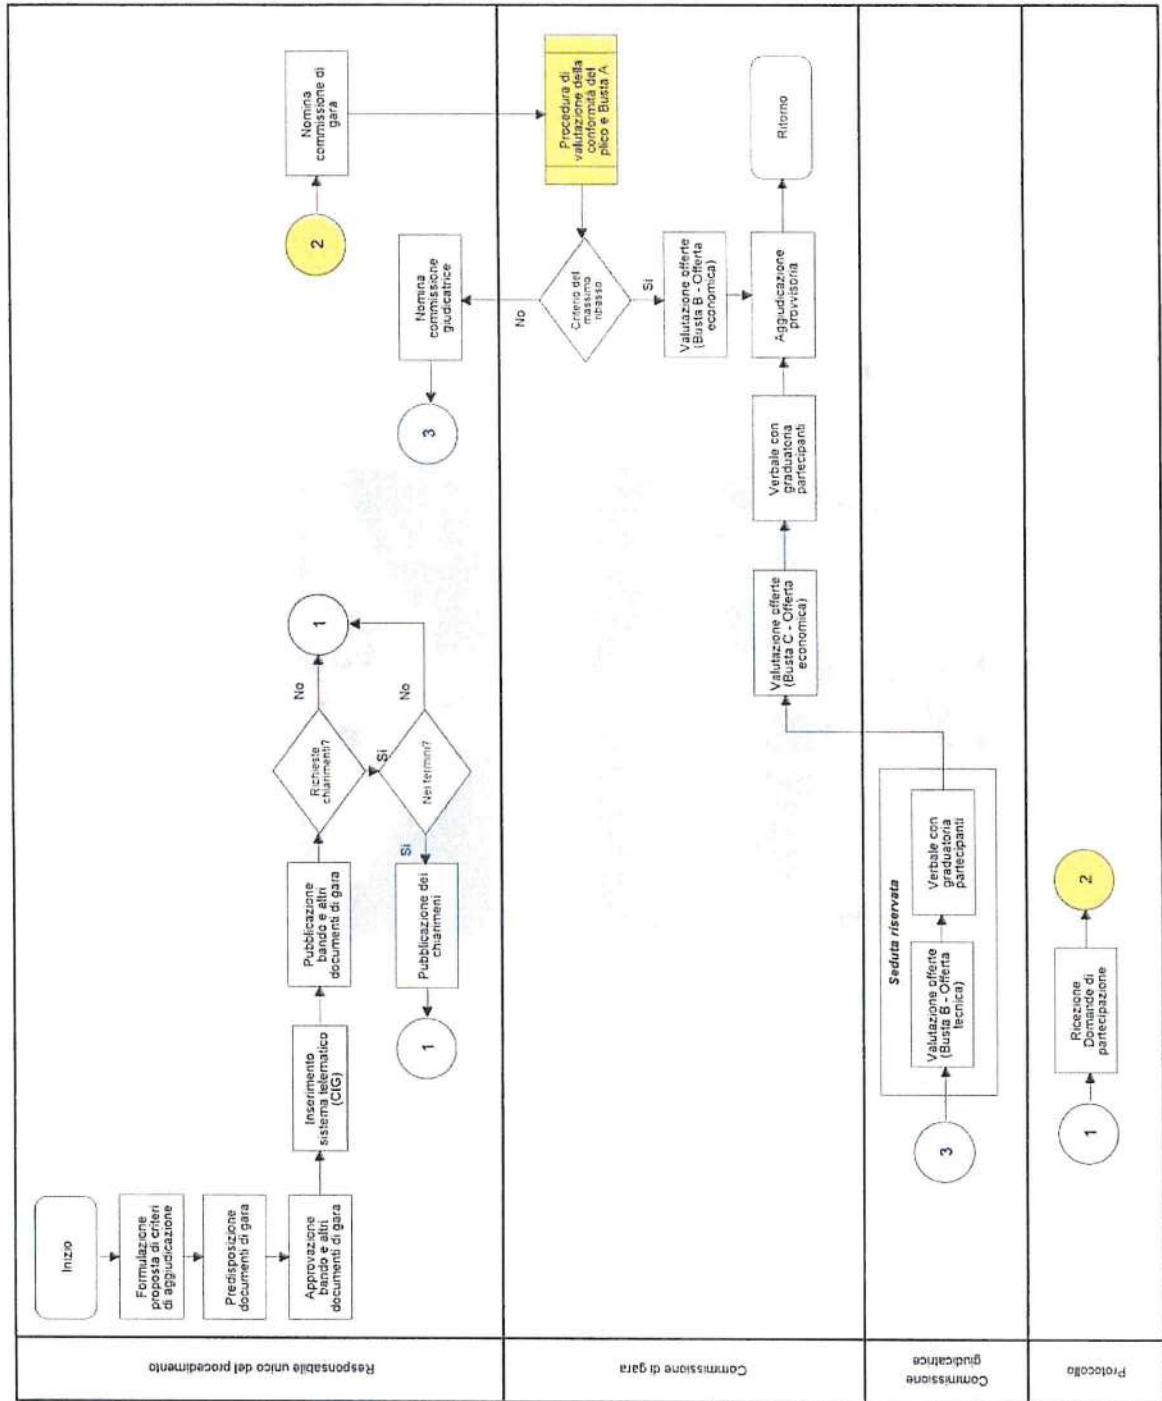 Responsabile unico del procedimento
Inizio
Formulazione
proposta di criteri
di aggiudicazione
Predisposizione
documenti di gara
Approvazione
bando e altri
documenti di gara
Inserimento
sistema telematico
(CIG)
Pubblicazione
bando e altri
documenti di gara
Richieste
chiarimenti?
No
1
Si
Nei termini?
No
Si
Pubblicazione dei
chiarimeni
1
2
Nomina
commissione di
gara
Nomina
commissione
giudicatrice
3
Commissione di gara
Procedura di
valutazione della
conformità del
plico e Busta A
Criterio del
massimo
ribasso
No
Si
Valutazione offerte
(Busta B - Offerta
economica)
Valutazione offerte
(Busta C - Offerta
economica)
Verbale con
graduatoria
partecipanti
Aggiudicazione
provvisoria
Ritorno
Commissione
giudicatrice
3
Seduta riservata
Valutazione offerte
(Busta B - Offerta
tecnica)
Verbale con
graduatoria
partecipanti
Protocollo
1
Ricezione
Domande di
partecipazione
2